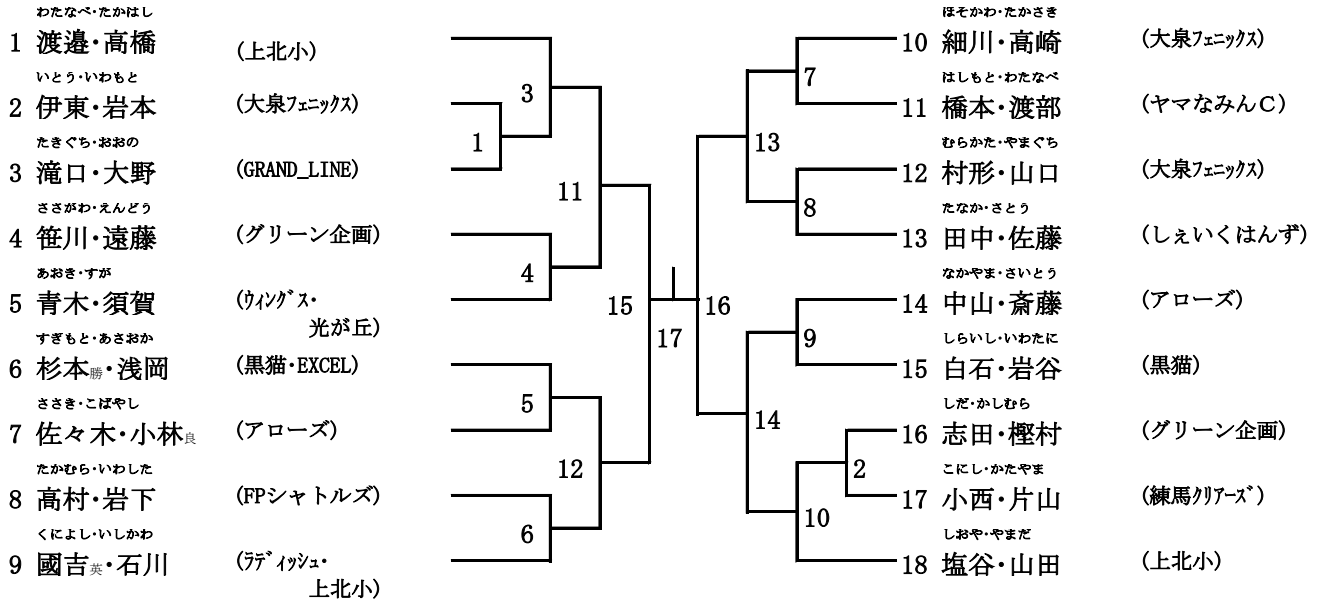 わたなべ・たかはし
1 渡邉・高橋 (上北小)
いとう・いわもと
2 伊東・岩本 (大泉ﾌｪﾆｯｸｽ)
たきぐち・おおの
3 滝口・大野 (GRAND_LINE)
ささがわ・えんどう
4 笹川・遠藤 (グリーン企画)
あおき・すが
5 青木・須賀 (ｳｨﾝｸﾞｽ・
光が丘)
すぎもと・あさおか
6 杉本勝・浅岡 (黒猫・EXCEL)
ささき・こばやし
7 佐々木・小林良 (アローズ)
たかむら・いわした
8 高村・岩下 (FPシャトルズ)
くによし・いしかわ
9 國吉英・石川 (ﾗﾃﾞｨｯｼｭ・
上北小)
3
1
11
4
15
5
12
6
17
16
7
13
8
9
14
2
10
ほそかわ・たかさき
10 細川・高崎 (大泉ﾌｪﾆｯｸｽ)
はしもと・わたなべ
11 橋本・渡部 (ヤマなみんＣ)
むらかた・やまぐち
12 村形・山口 (大泉ﾌｪﾆｯｸｽ)
たなか・さとう
13 田中・佐藤 (しぇいくはんず)
なかやま・さいとう
14 中山・斎藤 (アローズ)
しらいし・いわたに
15 白石・岩谷 (黒猫)
しだ・かしむら
16 志田・樫村 (グリーン企画)
こにし・かたやま
17 小西・片山 (練馬ｸﾘｱｰｽﾞ)
しおや・やまだ
18 塩谷・山田 (上北小)